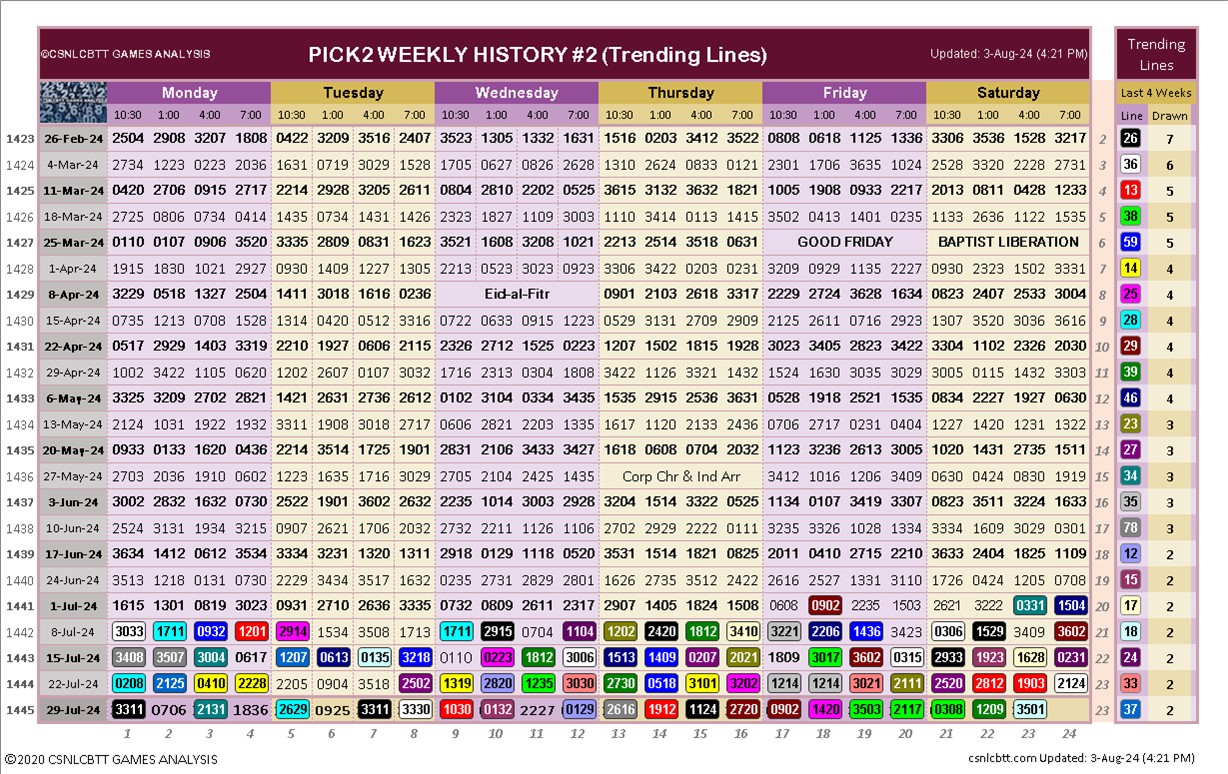 ©CSNLCBTT GAMES ANALYSIS PICK2 WEEKLY HISTORY #2 (Trending Lines) Updated: 3-Aug-24 (4:21 PM) Trending Lines
Monday Tuesday Wednesday Thursday Friday Saturday Last 4 Weeks
10:30 1:00 4:00 7:00 10:30 1:00 4:00 7:00 10:30 1:00 4:00 7:00 10:30 1:00 4:00 7:00 10:30 1:00 4:00 7:00 10:30 1:00 4:00 7:00 Line Drawn
1423 26-Feb-24 2504 2908 3207 1808 0422 3209 3516 2407 3523 1305 1332 1631 1516 0203 3412 3522 0808 0618 1125 1336 3306 3536 1528 3217 2 26 7
1424 4-Mar-24 2734 1223 0223 2036 1631 0719 3029 1525 1705 0627 0826 2628 1310 2624 0833 0121 2301 1706 3535 1024 2528 3320 2228 2731 3 36 6
1425 11-Mar-24 0420 2706 0915 2717 2214 2928 3205 2611 0804 2810 2202 0525 3615 3132 3632 1821 1005 1908 0933 2217 2013 0811 0428 1233 4 13 5
1426 18-Mar-24 2725 0806 0734 0414 1435 0734 1431 1426 2323 1827 1109 3003 1110 3414 0113 1415 3502 0413 1401 0235 1133 2636 1122 1535 5 38 5
1427 25-Mar-24 0110 0107 0906 3520 3335 2809 0831 1623 3521 1608 3208 1021 2213 2514 3518 0631 GOOD FRIDAY BAPTIST LIBERATION 6 59 5
1428 1-Apr-24 1915 1830 1021 2927 0930 1409 1227 1305 2213 0523 3023 0923 3306 3422 0203 0231 3209 0929 1135 2227 0930 2323 1502 3331 7 14 4
1429 8-Apr-24 3229 0518 1327 2504 1411 3018 1616 0236 Eid-al-Fitr 0901 2103 2618 3317 2229 2724 3628 1634 0823 2407 2533 3004 8 25 4
1430 15-Apr-24 0735 1213 0708 1528 1314 0420 0512 3318 0722 0633 0915 1223 0529 3131 2709 2909 2125 2611 0716 2923 1307 3520 3036 3616 9 28 4
1431 22-Apr-24 0517 2929 1403 3319 2210 1927 0606 2115 2326 2712 1525 0223 1207 1502 1815 1928 3023 3405 2823 3422 3304 1102 2326 2030 10 29 4
1432 29-Apr-24 1002 3422 1105 0620 1202 2607 0107 3032 1716 2313 0304 1808 3422 1126 3321 1432 1524 1630 3035 3029 3005 0115 1432 3303 11 39 4
1433 6-May-24 3325 3209 2702 2821 1421 2631 2736 2612 0102 3104 0334 3435 1535 2915 2536 3631 0528 1918 2521 1535 0834 2227 1927 0630 12 46 4
1434 13-May-24 2124 1031 1922 1932 3311 1908 3018 2717 0606 2821 2203 1335 1617 1120 2133 2436 0706 2717 0231 0404 1227 1420 1231 1322 13 23 3
1435 20-May-24 0933 0133 1620 0436 2214 3514 1725 1901 2831 2106 3433 3427 1618 0608 0704 2032 1123 3236 2613 3005 1020 1431 2735 1511 14 27 3
1436 27-May-24 2703 2036 1910 0602 1223 1635 1716 3023 2705 2104 2425 1435 Corp Chr & Ind Arr 3412 1016 1206 3409 0630 0424 0830 1919 15 34 3
1437 3-Jun-24 3002 2832 1632 0730 2522 1901 3602 2632 2235 1014 3003 2928 3204 1514 3322 0525 1134 0107 3419 3307 0823 3511 3224 1633 16 35 3
1438 10-Jun-24 2524 3131 1934 3215 0907 2621 1706 2032 2732 2211 1126 1106 2702 2929 2222 0111 3235 3326 1028 1334 3334 1609 3029 0301 17 78 3
1439 17-Jun-24 3634 1412 0612 3534 3334 3231 1320 1311 2918 0129 1118 0520 3531 1514 1821 0825 2011 0410 2715 2210 3633 2404 1825 1109 18 12 2
1440 24-Jun-24 3513 1218 0131 0730 2229 3434 3517 1632 0235 2731 2829 2801 1626 2735 3512 2422 2616 2527 1331 3110 1726 0424 1205 0708 19 15 2
1441 1-Jul-24 1615 1301 0819 3023 0931 2710 2636 3335 0732 0809 2611 2317 2907 1405 1824 1508 0608 0902 2235 1503 2621 3222 0331 1504 20 17 2
1442 8-Jul-24 3033 1711 0932 1201 2914 1534 3508 1713 1711 2915 0704 1104 1202 2420 1812 3410 3221 2206 1436 3423 0306 1529 3409 3602 21 18 2
1443 15-Jul-24 3408 3507 3004 0617 1207 0613 0135 3218 0110 0223 1812 3006 1513 1409 0207 2021 1809 3017 3602 0315 2933 1923 1628 0231 22 24 2
1444 22-Jul-24 0208 2125 0410 2228 2205 0904 3518 2502 1319 2820 1235 3030 2730 0518 3101 3202 1214 1214 3021 2111 2520 2812 1903 2124 23 33 2
1445 29-Jul-24 3311 0706 2131 1836 2629 0925 3311 3330 1030 0132 2227 0129 2616 1912 1124 2720 0902 1420 3503 2117 0308 1209 3501 23 37 2
1 2 3 4 5 6 7 8 9 10 11 12 13 14 15 16 17 18 19 20 21 22 23 24
©2020 CSNLCBTT GAMES ANALYSIS csnlcbtt.com Updated: 3-Aug-24 (4:21 PM)